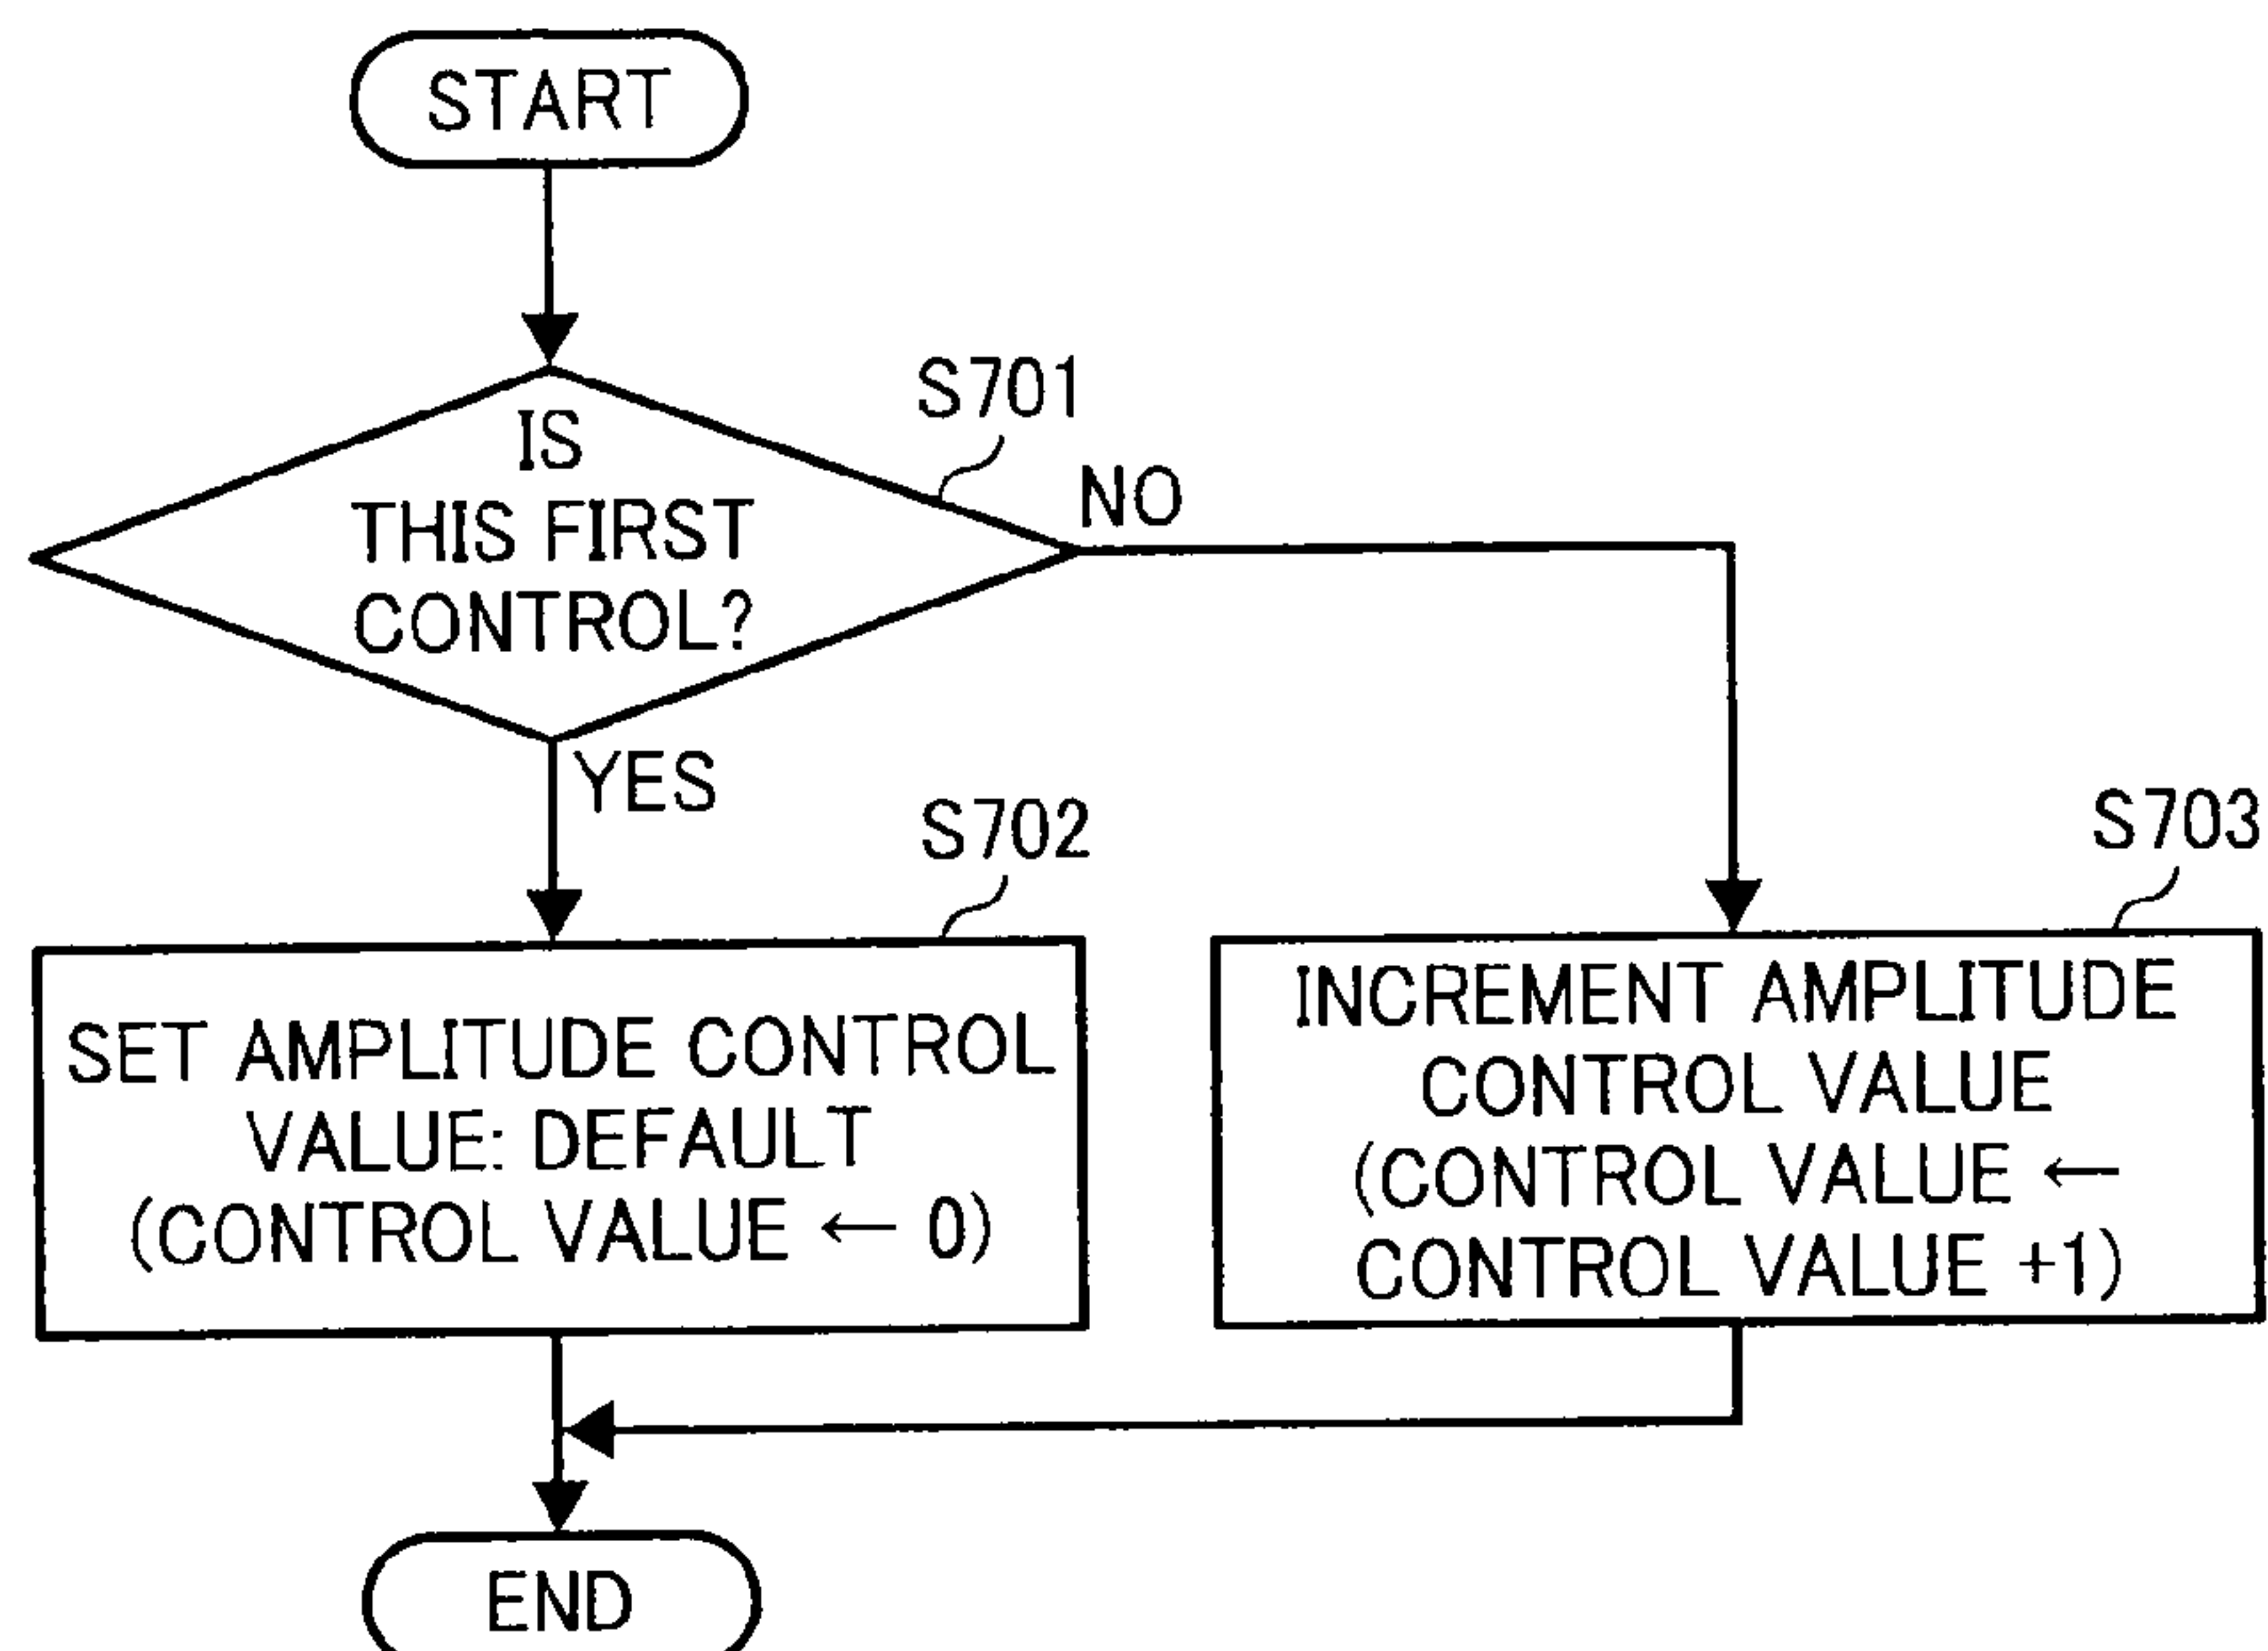 START
S701
IS
THIS FIRST
CONTROL?
NO
YES
S702
SET AMPLITUDE CONTROL
VALUE: DEFAULT
(CONTROL VALUE ← 0)
S703
INCREMENT AMPLITUDE
CONTROL VALUE
(CONTROL VALUE ←
CONTROL VALUE +1)
END